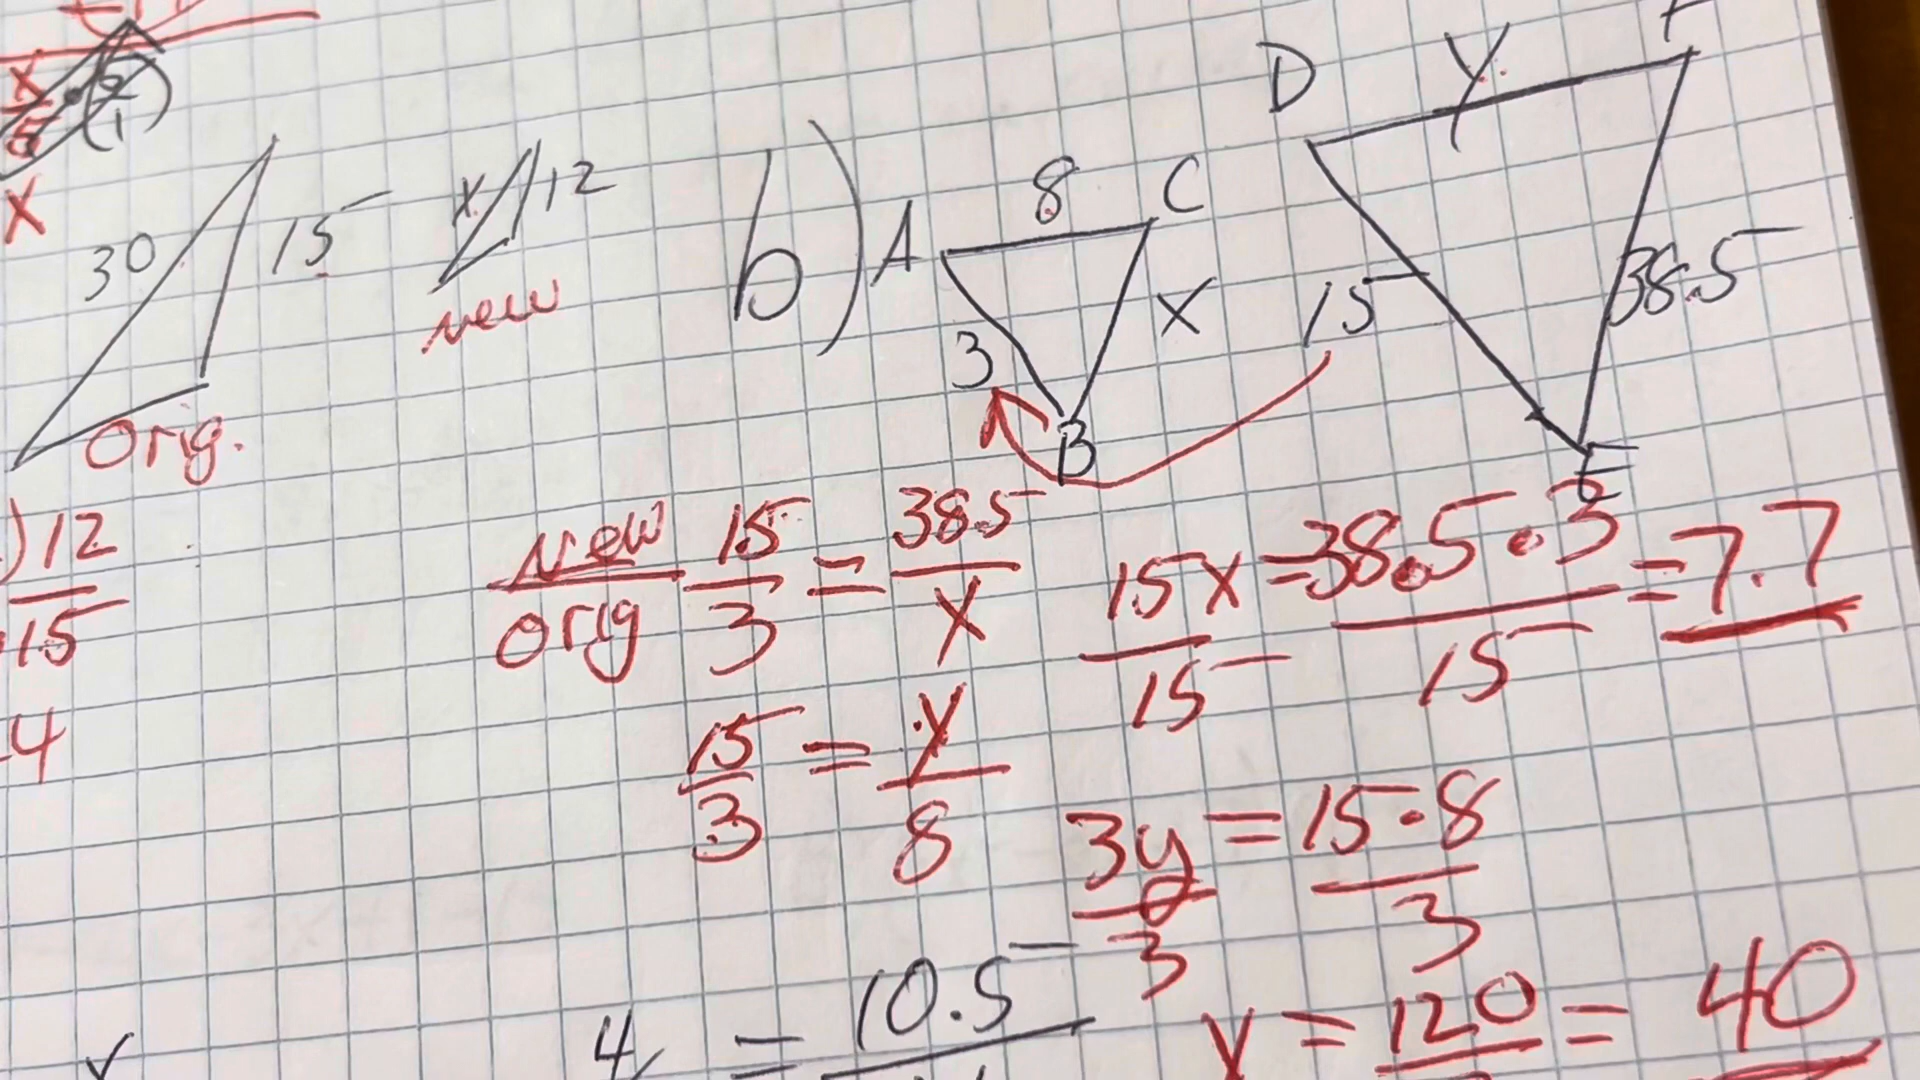 30 15 X 12
Orig. new
b) A 8 C X 3 B
D Y F 15 38.5 E
12
15
4
new/orig 15/3 = 38.5/X
15X/15 = 38.5·3/15 = 7.7
15/3 = Y/8
3y/3 = 15·8/3
Y = 120 = 40
4 = 10.5